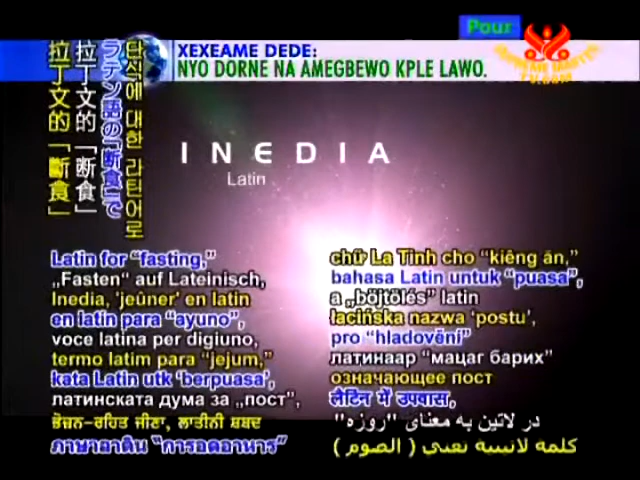 Pour
XEXEAME DEDE:
NYO DORNE NA AMEGBEWO KPLE LAWO.
단식에 대한 라틴어로
ラテン語の「断食」で
拉丁文的「断食」
拉丁文的「斷食」
INEDIA
Latin
Latin for “fasting,”
„Fasten“ auf Lateinisch,
Inedia, 'jeûner' en latin
en latín para “ayuno”,
voce latina per digiuno,
termo latim para “jejum,”
kata Latin utk ‘berpuasa’,
латинската дума за „пост”,
ਭੋਜਨ-ਰਹਿਤ ਜੀਣਾ, ਲਾਤੀਨੀ ਸ਼ਬਦ
ภาษาลาติน “การอดอาหาร”
chữ La Tinh cho “kiêng ăn,”
bahasa Latin untuk “puasa”,
a „böjtölés” latin
łacińska nazwa ‘postu’,
pro “hladovění”
латинаар “мацаг барих”
означающее пост
लैटिन में उपवास,
در لاتین به معنای "روزه"
كلمة لاتينية تعني ( الصوم )